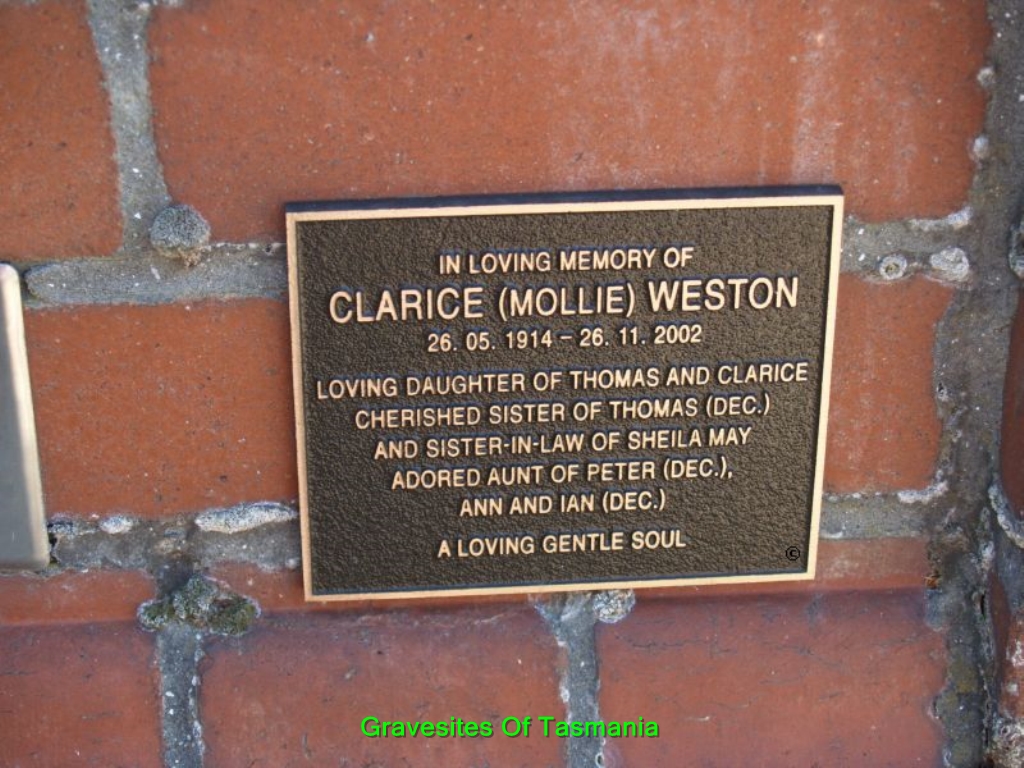 IN LOVING MEMORY OF
CLARICE (MOLLIE) WESTON
26. 05. 1914 – 26. 11. 2002
LOVING DAUGHTER OF THOMAS AND CLARICE
CHERISHED SISTER OF THOMAS (DEC.)
AND SISTER-IN-LAW OF SHEILA MAY
ADORED AUNT OF PETER (DEC.),
ANN AND IAN (DEC.)
A LOVING GENTLE SOUL
©
Gravesites Of Tasmania